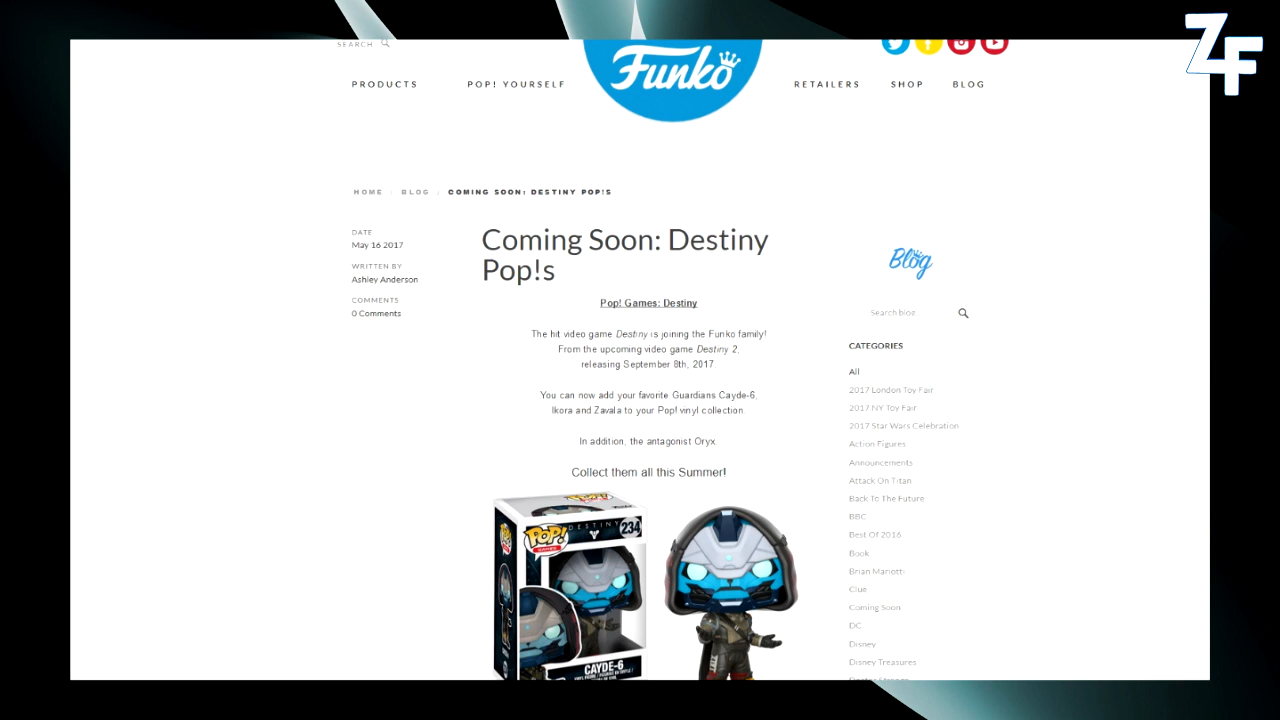 SEARCH
ZF
Funko
PRODUCTS
POP! YOURSELF
RETAILERS
SHOP
BLOG
HOME / BLOG / COMING SOON: DESTINY POP!S
DATE
May 16 2017
WRITTEN BY
Ashley Anderson
COMMENTS
0 Comments
Coming Soon: Destiny
Pop!s
Pop! Games: Destiny
The hit video game Destiny is joining the Funko family!
From the upcoming video game Destiny 2,
releasing September 8th, 2017
You can now add your favorite Guardians Cayde-6,
Ikora and Zavala to your Pop! vinyl collection.
In addition, the antagonist Oryx.
Collect them all this Summer!
POP!
GAMES
DESTINY
234
CAYDE-6
Blog
Search blog
CATEGORIES
All
2017 London Toy Fair
2017 NY Toy Fair
2017 Star Wars Celebration
Action Figures
Announcements
Attack On Titan
Back To The Future
BBC
Best Of 2016
Book
Brian Mariotti
Clue
Coming Soon
DC
Disney
Disney Treasures